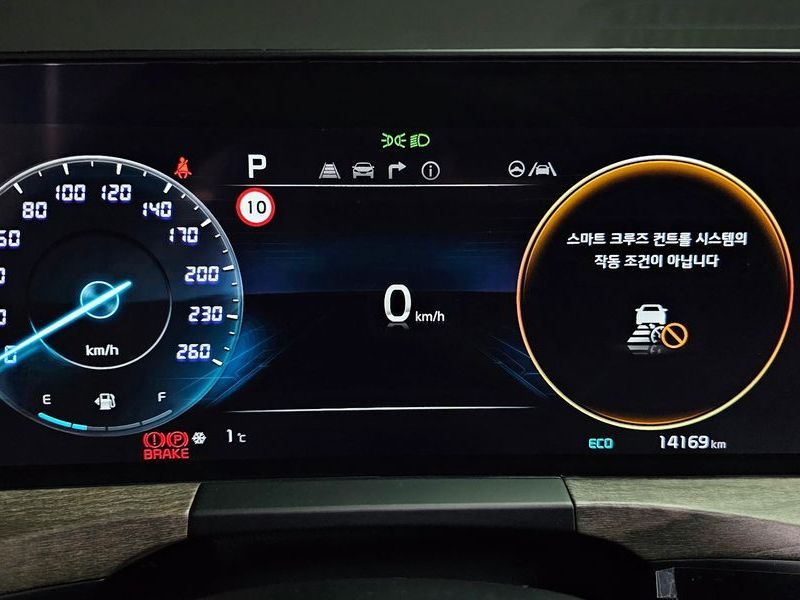 P
10
80
100
120
140
170
200
230
260
km/h
E
F
BRAKE
1℃
0 km/h
스마트 크루즈 컨트롤 시스템의
작동 조건이 아닙니다
ECO
14169 km